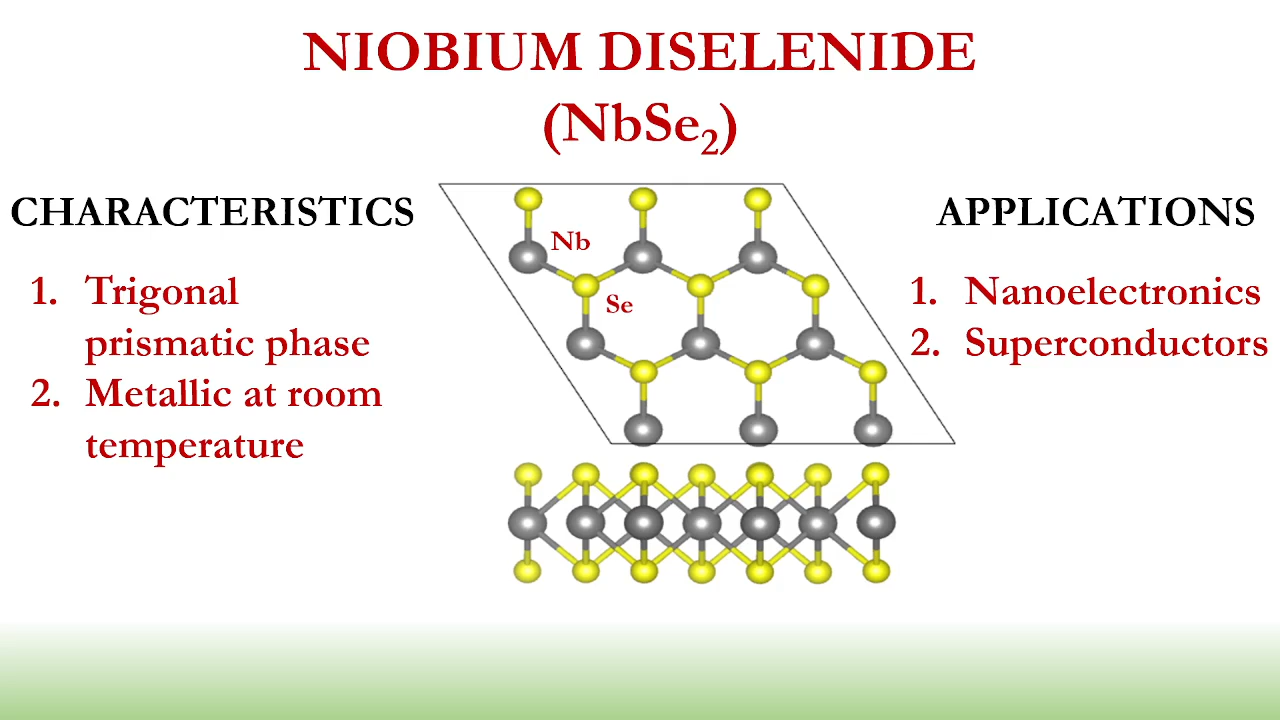 NIOBIUM DISELENIDE
(NbSe₂)
CHARACTERISTICS
1. Trigonal
prismatic phase
2. Metallic at room
temperature
Nb
Se
APPLICATIONS
1. Nanoelectronics
2. Superconductors